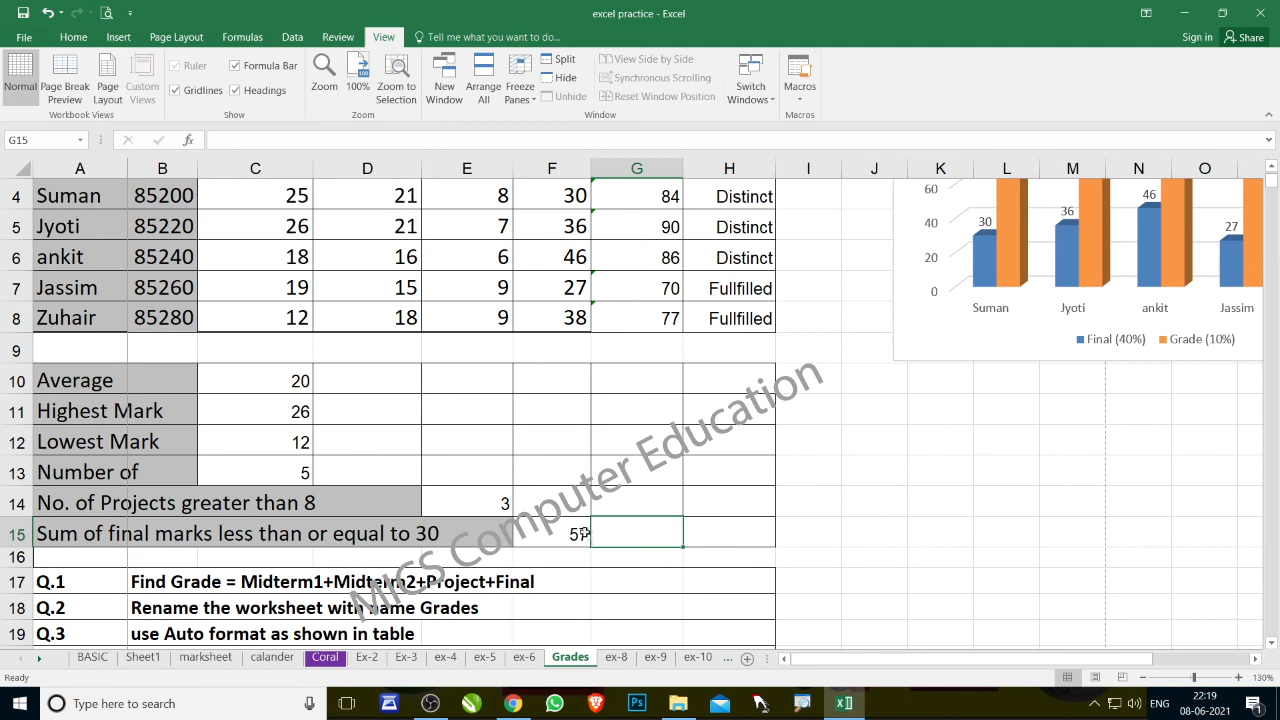 excel practice - Excel
File Home Insert Page Layout Formulas Data Review View Tell me what you want to do... Sign in Share
Normal Page Break Preview Page Layout Custom Views
Workbook Views
Ruler Formula Bar
Gridlines Headings
Show
Zoom 100% Zoom to Selection
Zoom
New Window Arrange All Freeze Panes
Split
Hide
Unhide
View Side by Side
Synchronous Scrolling
Reset Window Position
Window
Switch Windows
Macros
Macros
G15 fx
A B C D E F G H I J K L M N O
4 Suman 85200 25 21 8 30 84 Distinct
5 Jyoti 85220 26 21 7 36 90 Distinct
6 ankit 85240 18 16 6 46 86 Distinct
7 Jassim 85260 19 15 9 27 70 Fullfilled
8 Zuhair 85280 12 18 9 38 77 Fullfilled
9
10 Average 20
11 Highest Mark 26
12 Lowest Mark 12
13 Number of 5
14 No. of Projects greater than 8 3
15 Sum of final marks less than or equal to 30
16
17 Q.1 Find Grade = Midterm1+Midterm2+Project+Final
18 Q.2 Rename the worksheet with name Grades
19 Q.3 use Auto format as shown in table
60
40
20
0
30 36 46 27
Suman Jyoti ankit Jassim
Final (40%) Grade (10%)
MICS Computer Education
BASIC Sheet1 marksheet calander Coral Ex-2 Ex-3 ex-4 ex-5 ex-6 Grades ex-8 ex-9 ex-10 ...
Ready 130%
Type here to search
ENG
22:19
08-06-2021